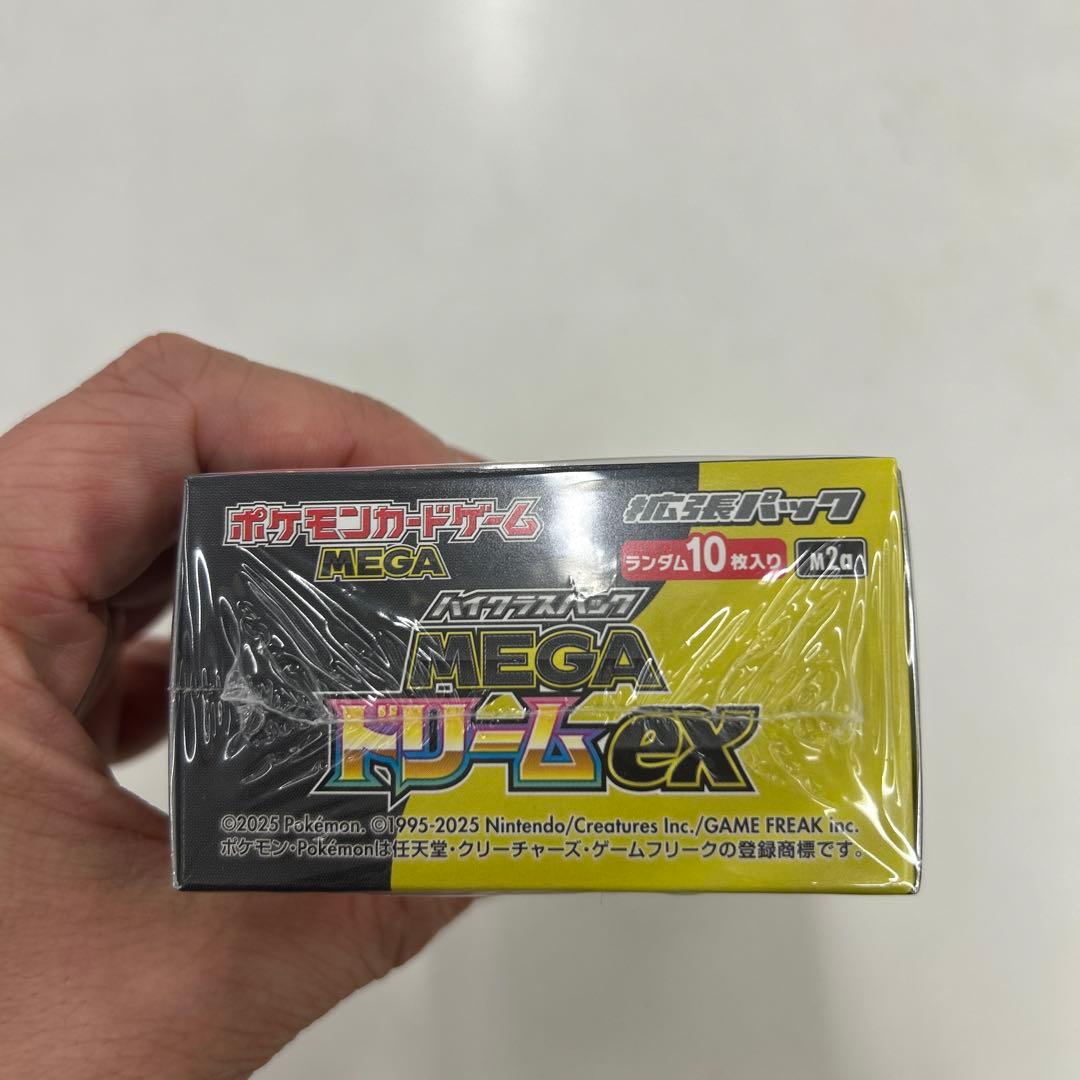 ポケモンカードゲーム
MEGA
拡張パック
ランダム10枚入り
M2a
ハイクラスパック
MEGA
ドリームex
©2025 Pokémon. ©1995-2025 Nintendo/Creatures Inc./GAME FREAK inc.
ポケモン・Pokémonは任天堂・クリーチャーズ・ゲームフリークの登録商標です。